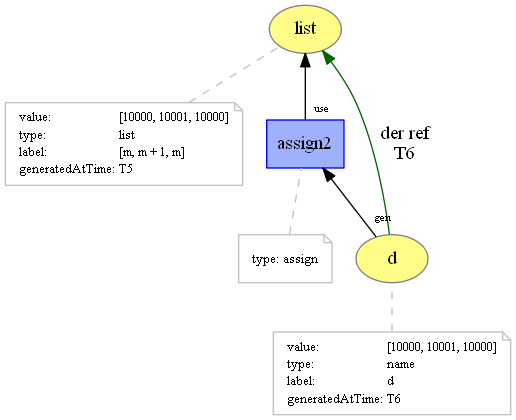 list
value: [10000, 10001, 10000]
type: list
label: [m, m + 1, m]
generatedAtTime: T5
use
assign2
der ref
T6
gen
type: assign
d
value: [10000, 10001, 10000]
type: name
label: d
generatedAtTime: T6